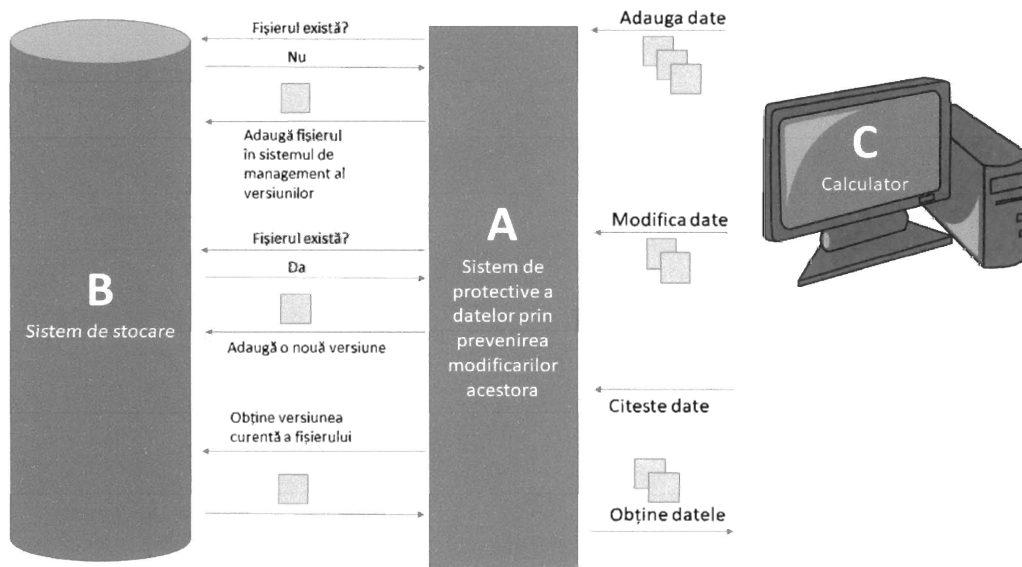 Fișierul există?
Nu
Adaugă fișierul
în sistemul de
management al
versiunilor
Fișierul există?
Da
Adaugă o nouă versiune
Obține versiunea
curentă a fișierului
B
Sistem de stocare
A
Sistem de
protective a
datelor prin
prevenirea
modificarilor
acestora
Adauga date
Modifica date
Citeste date
Obține datele
C
Calculator